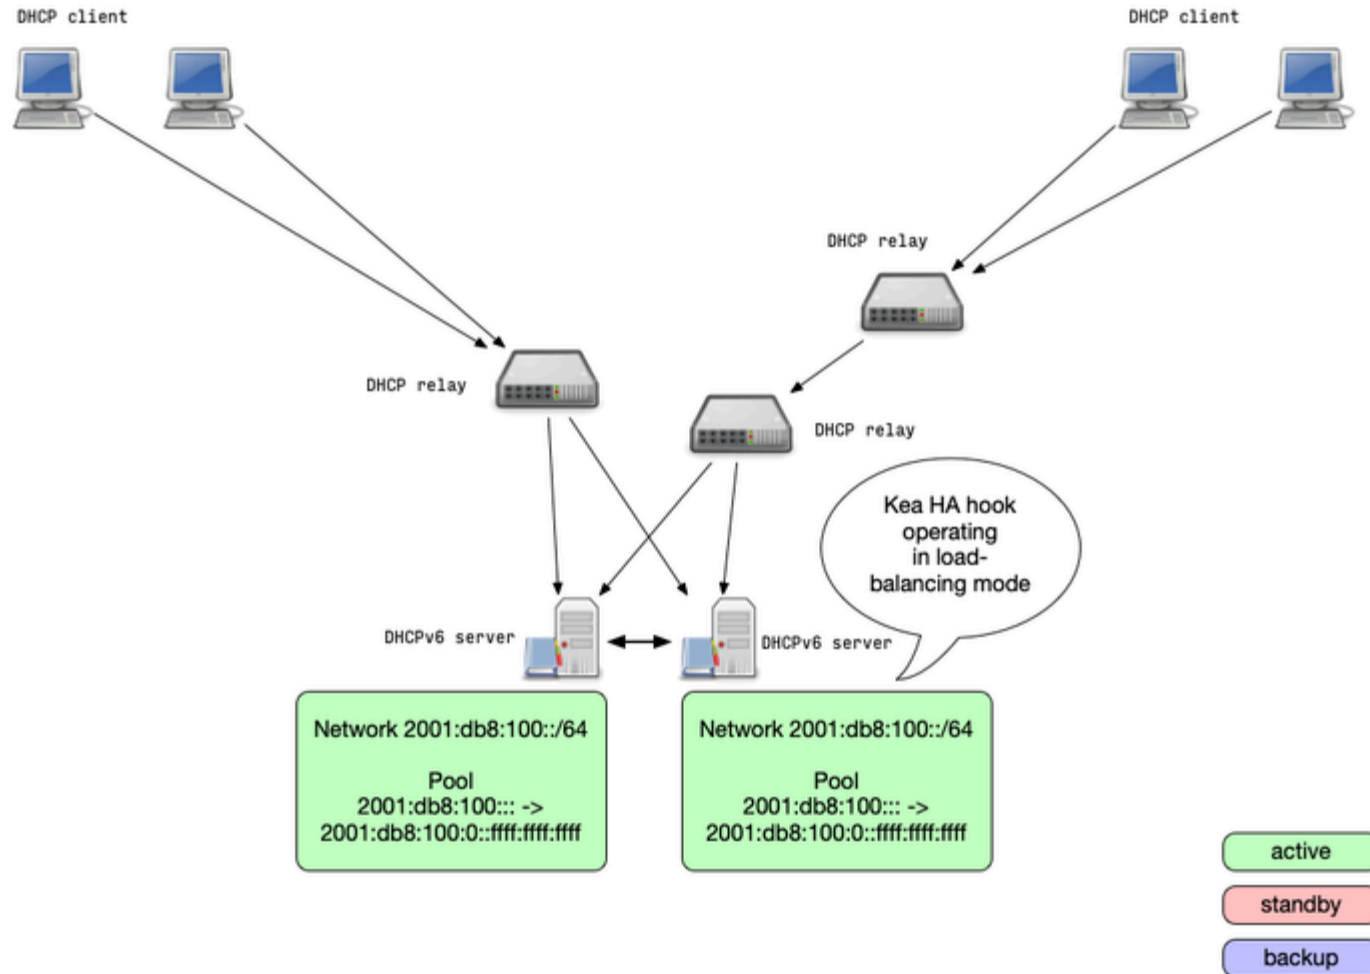 DHCP client
DHCP client
DHCP relay
DHCP relay
DHCP relay
Kea HA hook
operating
in load-
balancing mode
DHCPv6 server
DHCPv6 server
Network 2001:db8:100::/64
Pool
2001:db8:100::: ->
2001:db8:100:0::ffff:ffff:ffff
Network 2001:db8:100::/64
Pool
2001:db8:100::: ->
2001:db8:100:0::ffff:ffff:ffff
active
standby
backup